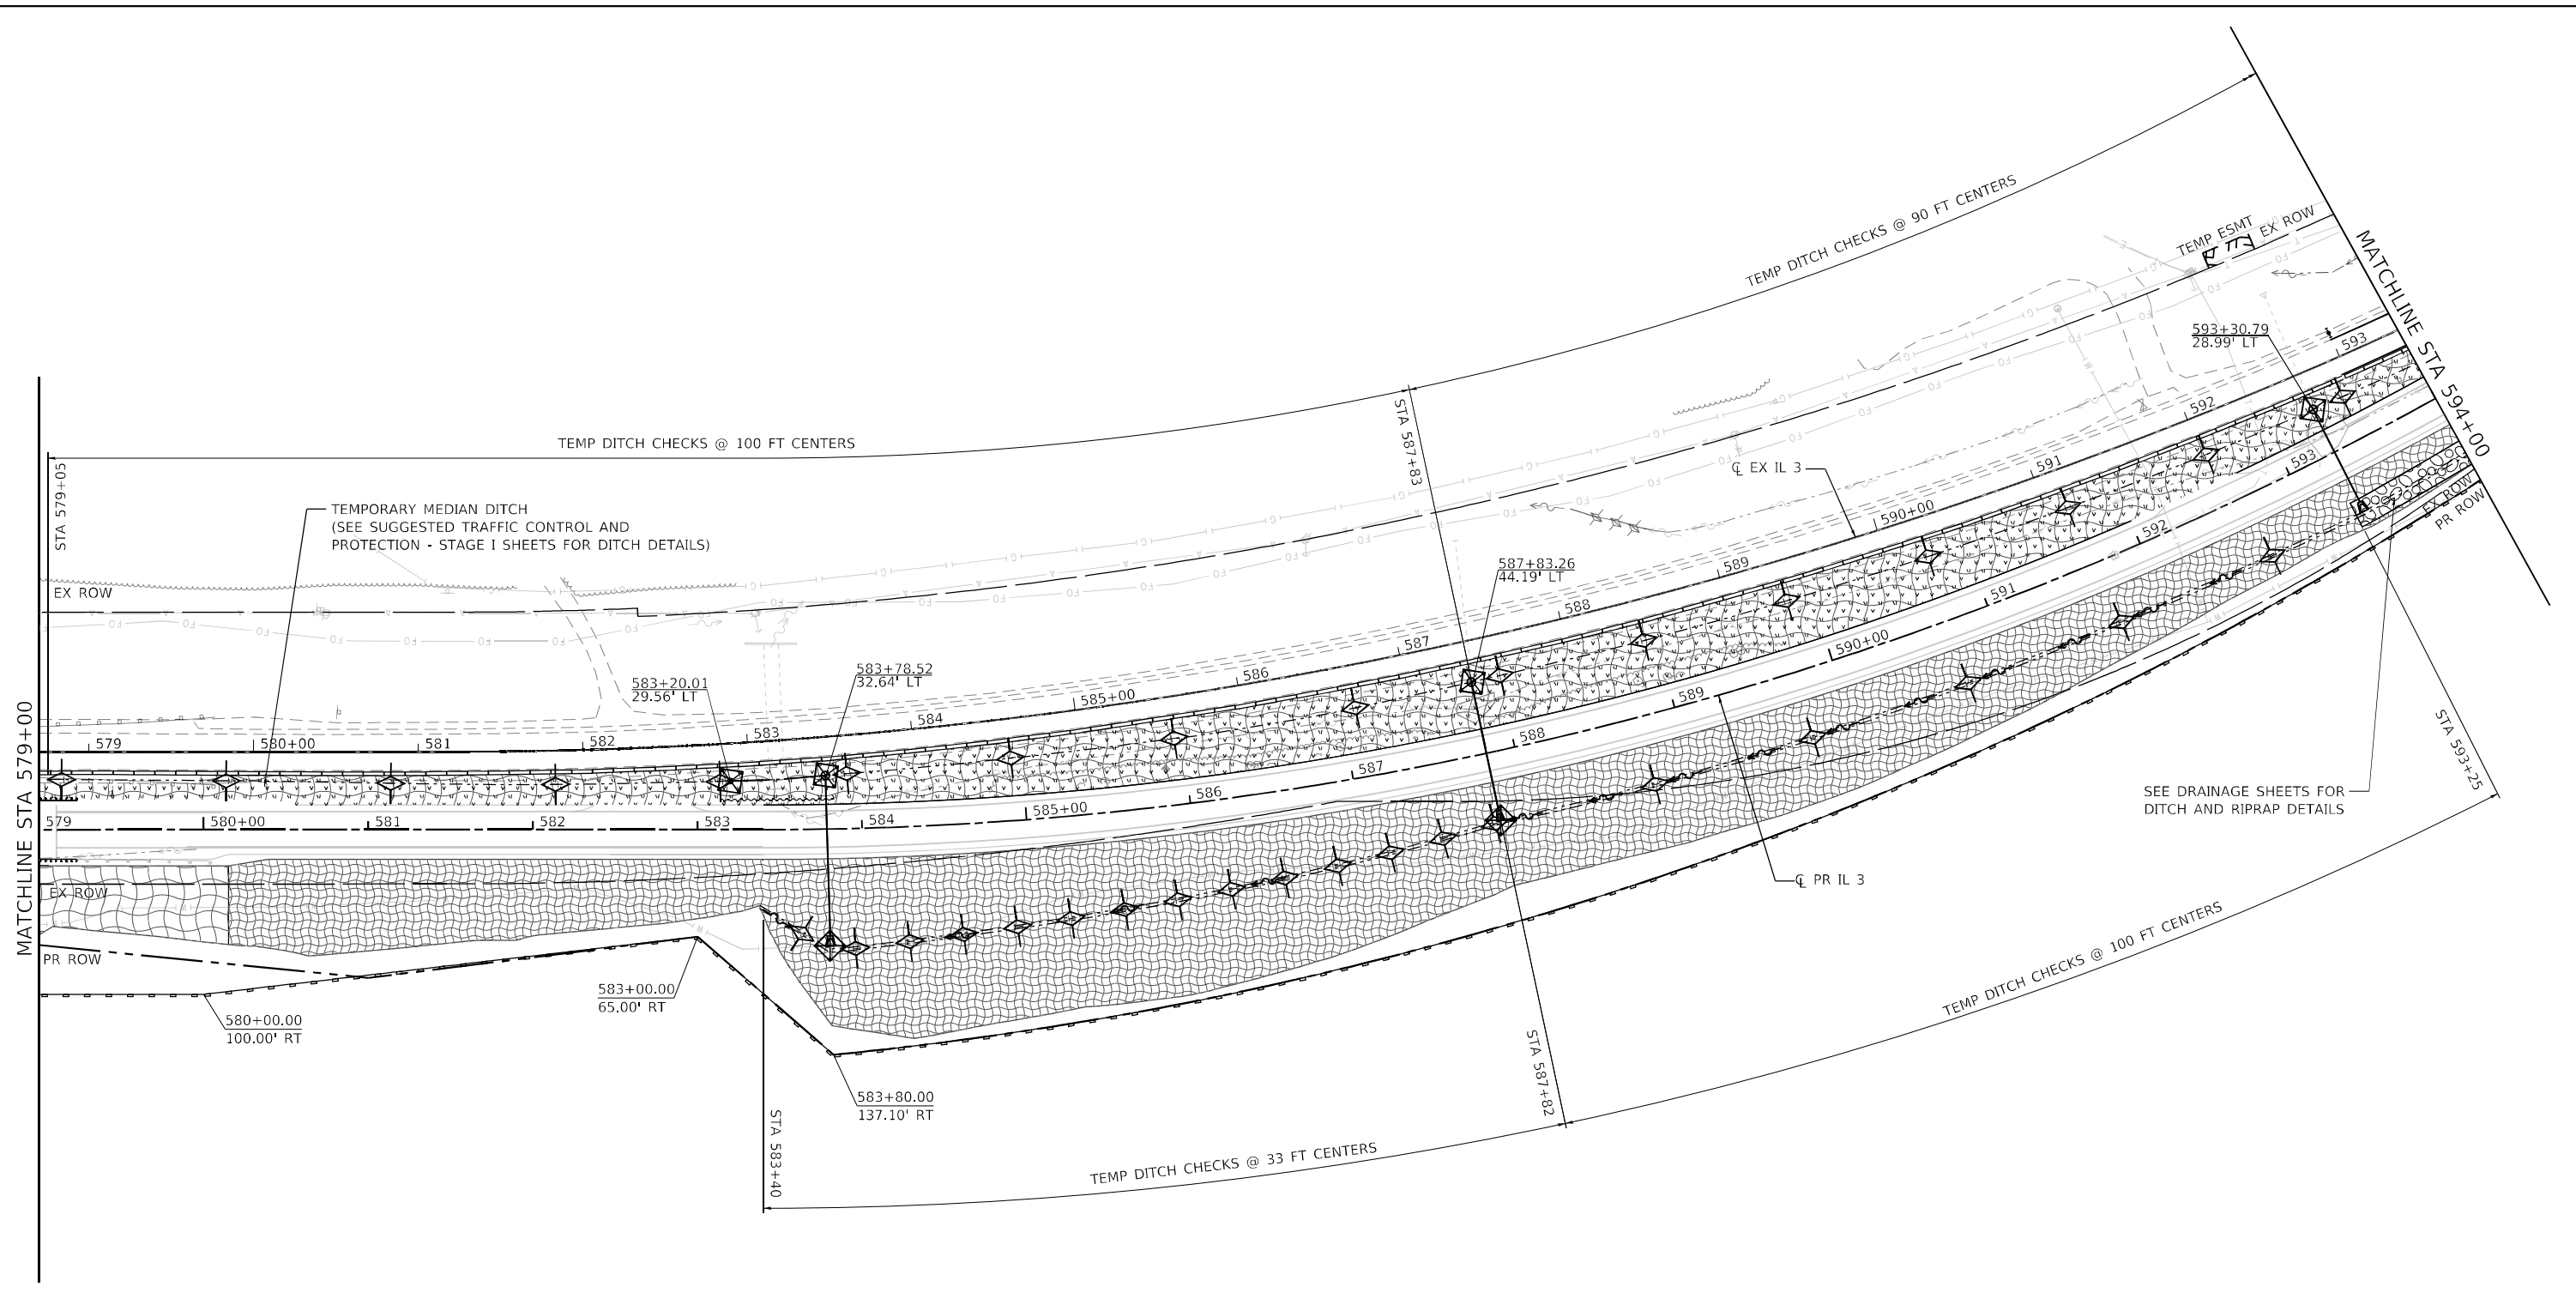 TEMP DITCH CHECKS @ 90 FT CENTERS
TEMP ESMT
EX ROW
MATCHLINE STA 594+00
593+30.79
28.99' LT
TEMP DITCH CHECKS @ 100 FT CENTERS
STA 579+05
STA 587+83
TEMPORARY MEDIAN DITCH
(SEE SUGGESTED TRAFFIC CONTROL AND
PROTECTION - STAGE I SHEETS FOR DITCH DETAILS)
℄ EX IL 3
EX ROW
587+83.26
44.19' LT
583+20.01
29.56' LT
583+78.52
32.64' LT
579
580+00
581
582
583
584
585+00
586
587
588
589
590+00
591
592
593
579
580+00
581
582
583
584
585+00
586
587
588
589
590+00
591
592
593
EX ROW
PR ROW
MATCHLINE STA 579+00
EX ROW
PR ROW
580+00.00
100.00' RT
583+00.00
65.00' RT
583+80.00
137.10' RT
STA 583+40
STA 587+82
STA 593+25
℄ PR IL 3
SEE DRAINAGE SHEETS FOR
DITCH AND RIPRAP DETAILS
TEMP DITCH CHECKS @ 33 FT CENTERS
TEMP DITCH CHECKS @ 100 FT CENTERS